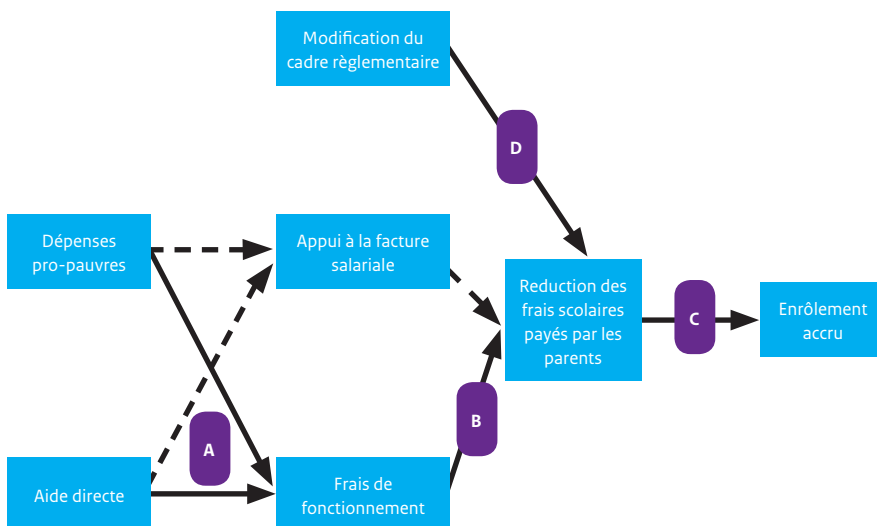 Modification du
cadre règlementaire
D
Dépenses
pro-pauvres
Appui à la facture
salariale
Reduction des
frais scolaires
payés par les
parents
C
Enrôlement
accru
A
B
Aide directe
Frais de
fonctionnement